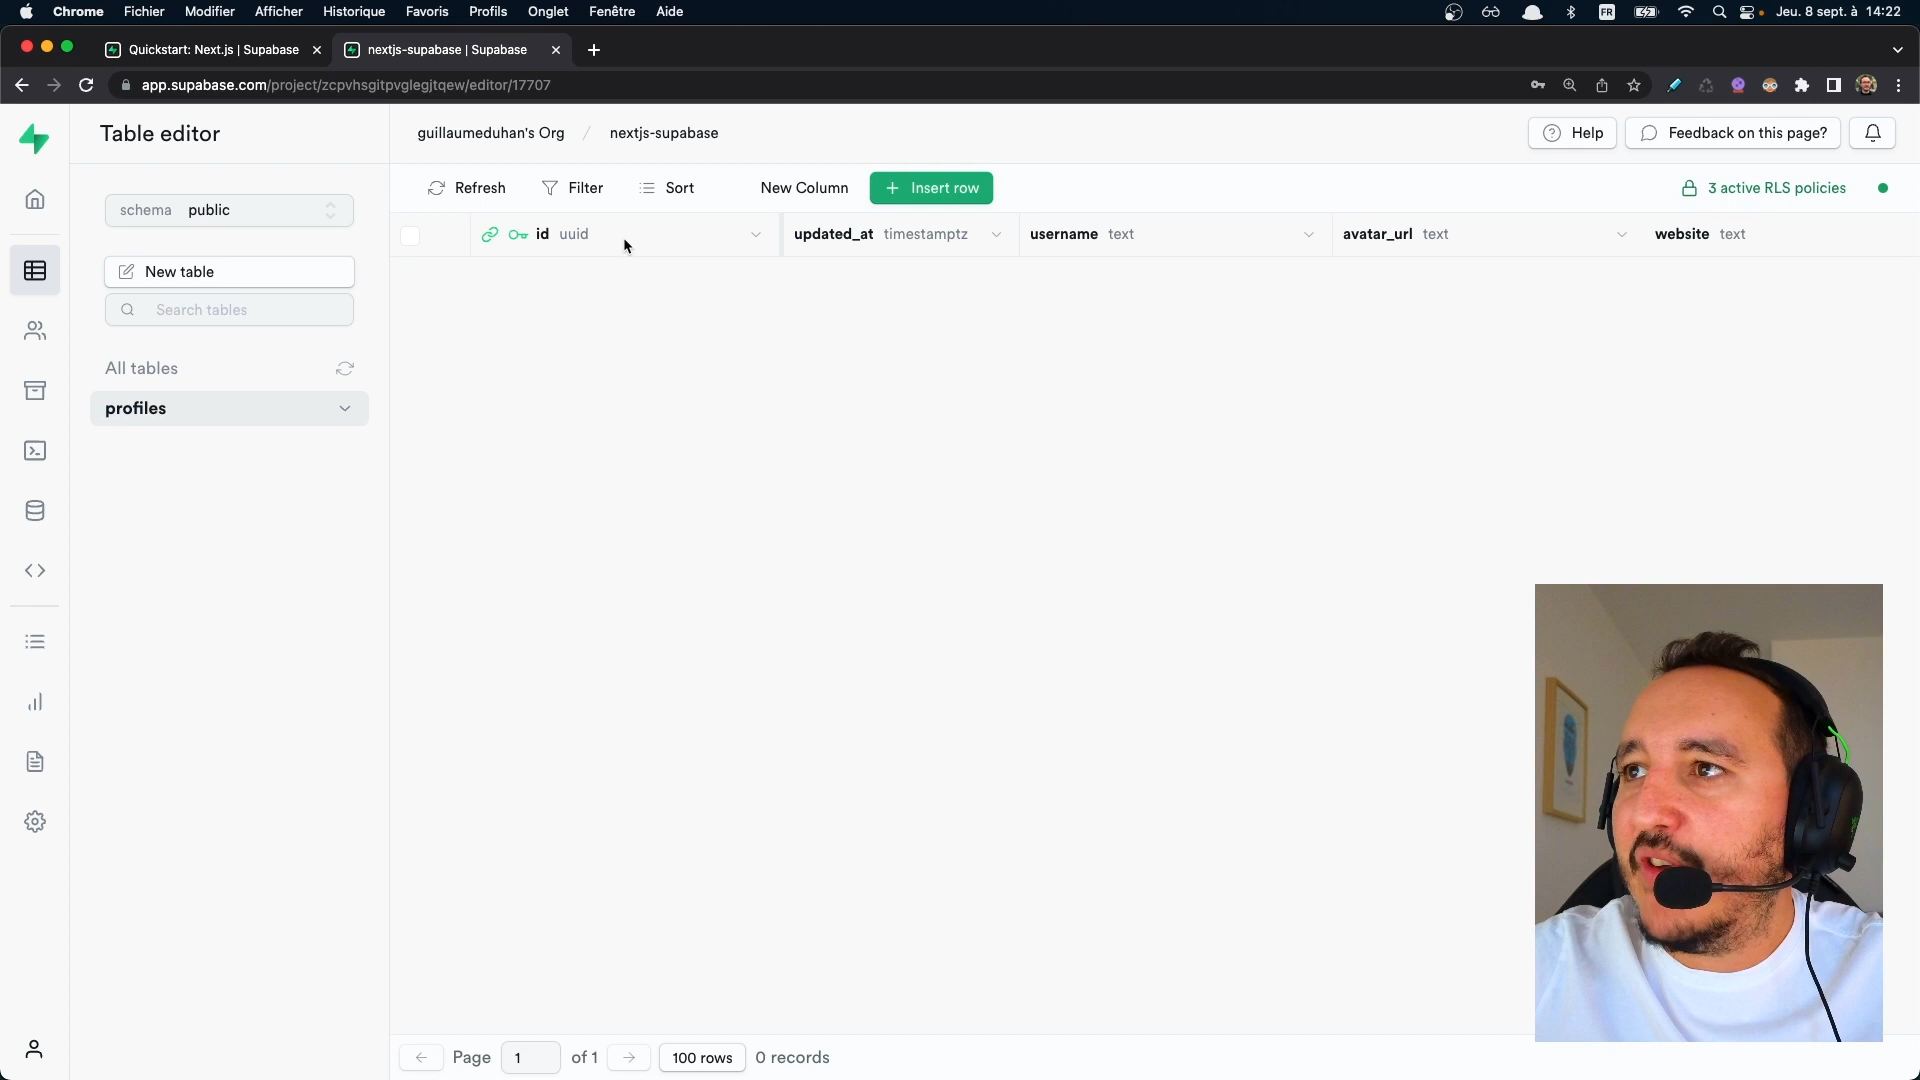 Chrome Fichier Modifier Afficher Historique Favoris Profils Onglet Fenêtre Aide FR Jeu. 8 sept. à 14:22
Quickstart: Next.js | Supabase nextjs-supabase | Supabase
app.supabase.com/project/zcpvhsgitpvglegjtqew/editor/17707
Table editor guillaumeduhan's Org / nextjs-supabase Help Feedback on this page?
Refresh Filter Sort New Column + Insert row 3 active RLS policies
schema public
id uuid updated_at timestamptz username text avatar_url text website text
New table
Search tables
All tables
profiles
Page 1 of 1 100 rows 0 records